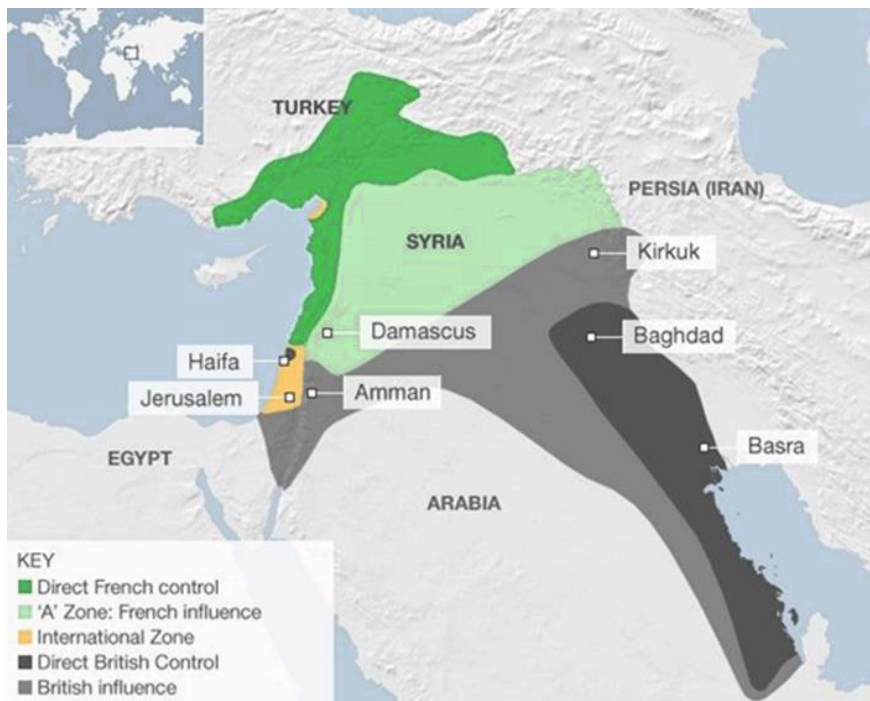 TURKEY
PERSIA (IRAN)
SYRIA
Kirkuk
Damascus
Baghdad
Haifa
Jerusalem
Amman
Basra
EGYPT
ARABIA
KEY
Direct French control
‘A’ Zone: French influence
International Zone
Direct British Control
British influence